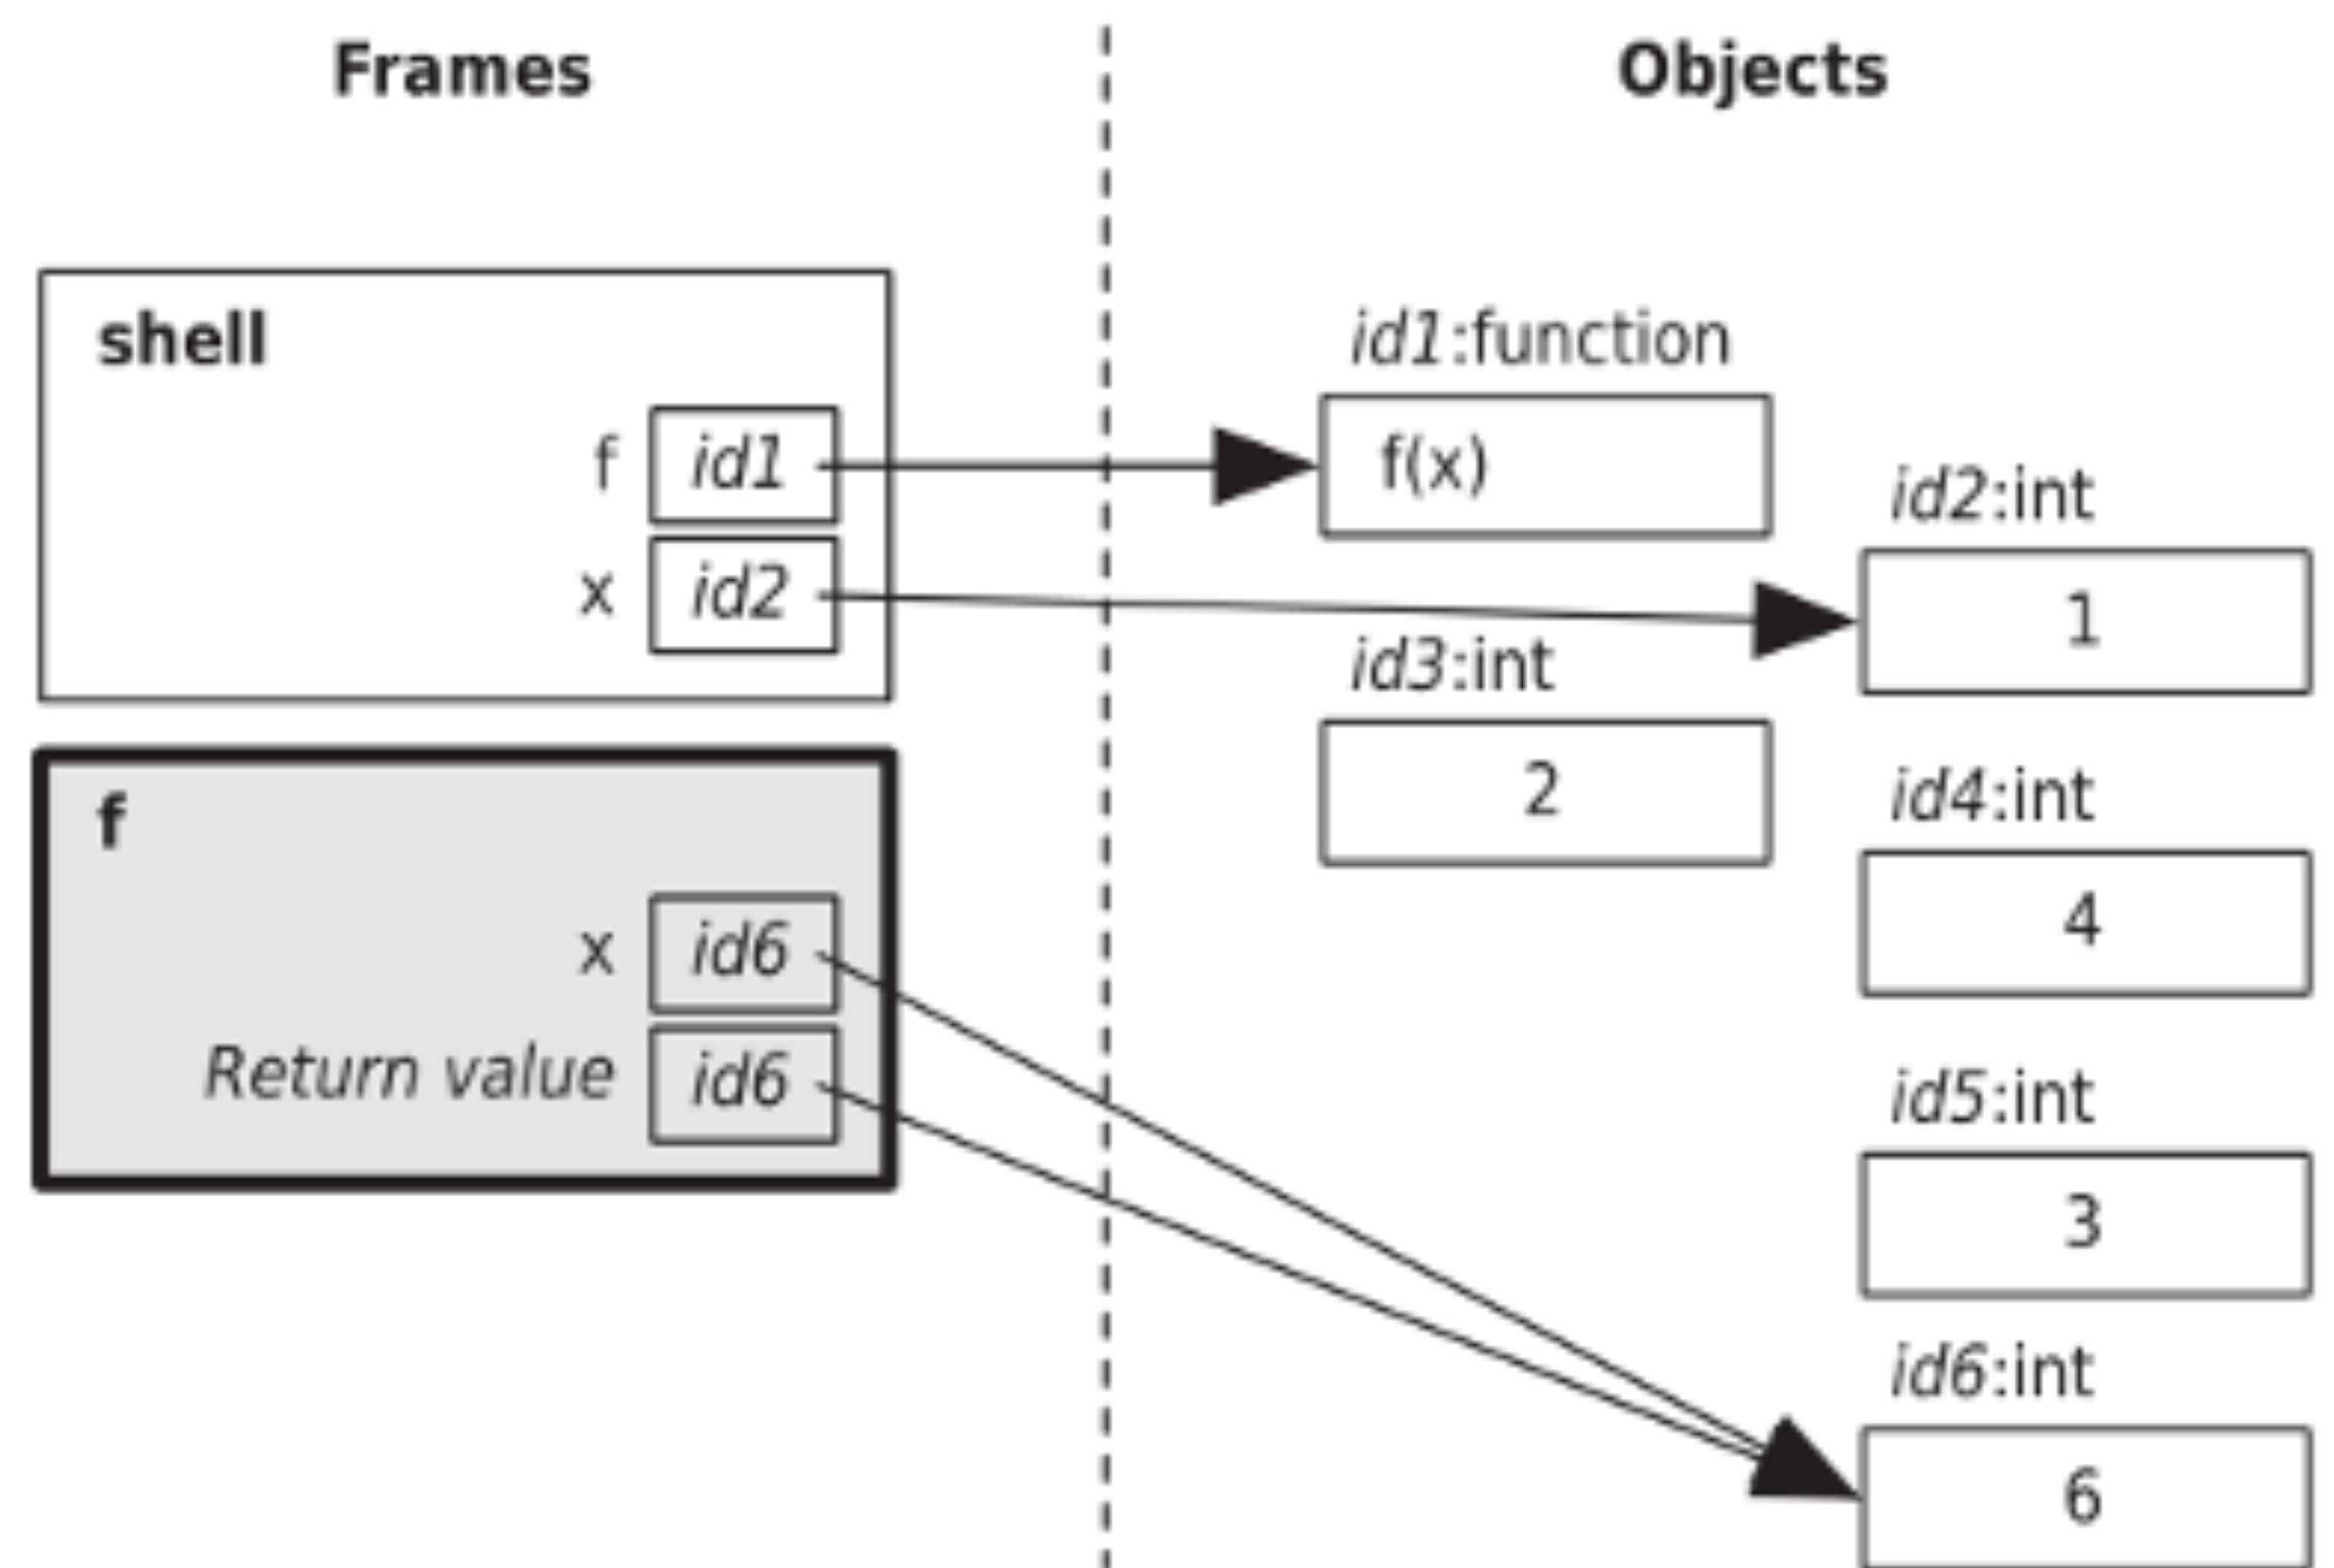 Frames
Objects
shell
f id1
x id2
f
x id6
Return value id6
id1:function
f(x)
id2:int
1
id3:int
2
id4:int
4
id5:int
3
id6:int
6